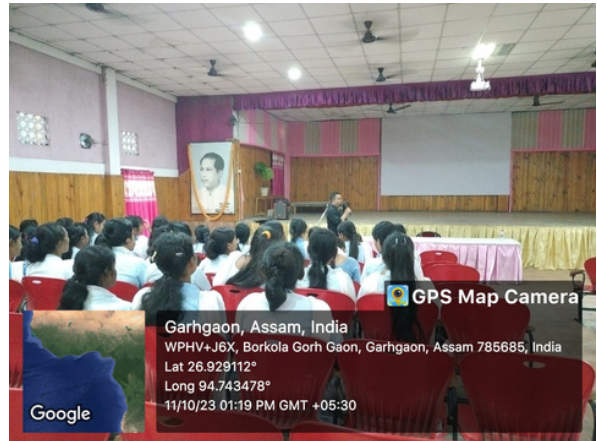 GPS Map Camera
Garhgaon, Assam, India
WPHV+J6X, Borkola Gorh Gaon, Garhgaon, Assam 785685, India
Lat 26.929112°
Long 94.743478°
11/10/23 01:19 PM GMT +05:30
Google